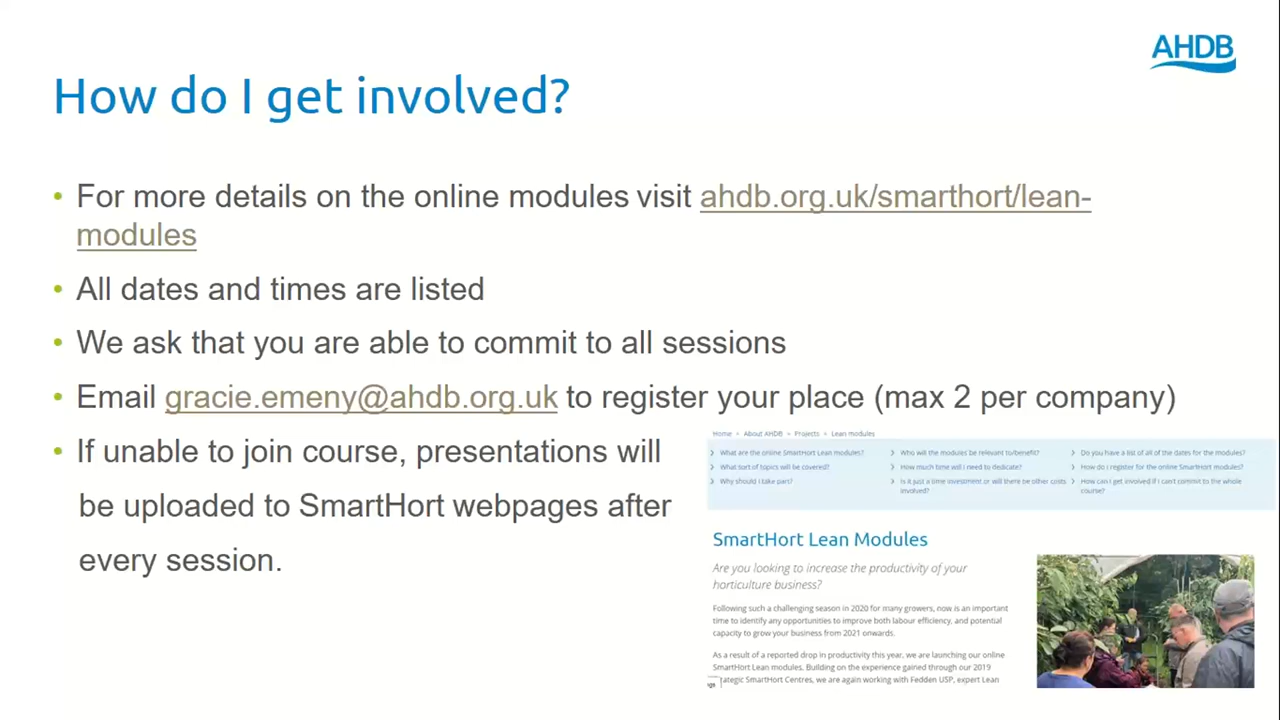 AHDB
How do I get involved?
• For more details on the online modules visit ahdb.org.uk/smarthort/lean-
modules
• All dates and times are listed
• We ask that you are able to commit to all sessions
• Email gracie.emeny@ahdb.org.uk to register your place (max 2 per company)
• If unable to join course, presentations will
be uploaded to SmartHort webpages after
every session.
Home > About AHDB > Projects > Lean modules
What are the online SmartHort Lean modules?
What sort of topics will be covered?
Why should I take part?
Who will the modules be relevant to/benefit?
How much time will I need to dedicate?
Is it just a time investment or will there be other costs
involved?
Do you have a list of all of the dates for the modules?
How do I register for the online SmartHort modules?
How can I get involved if I can't commit to the whole
course?
SmartHort Lean Modules
Are you looking to increase the productivity of your
horticulture business?
Following such a challenging season in 2020 for many growers, now is an important
time to identify any opportunities to improve both labour efficiency, and potential
capacity to grow your business from 2021 onwards.
As a result of a reported drop in productivity this year, we are launching our online
SmartHort Lean modules. Building on the experience gained through our 2019
trategic SmartHort Centres, we are again working with Fedden USP, expert Lean